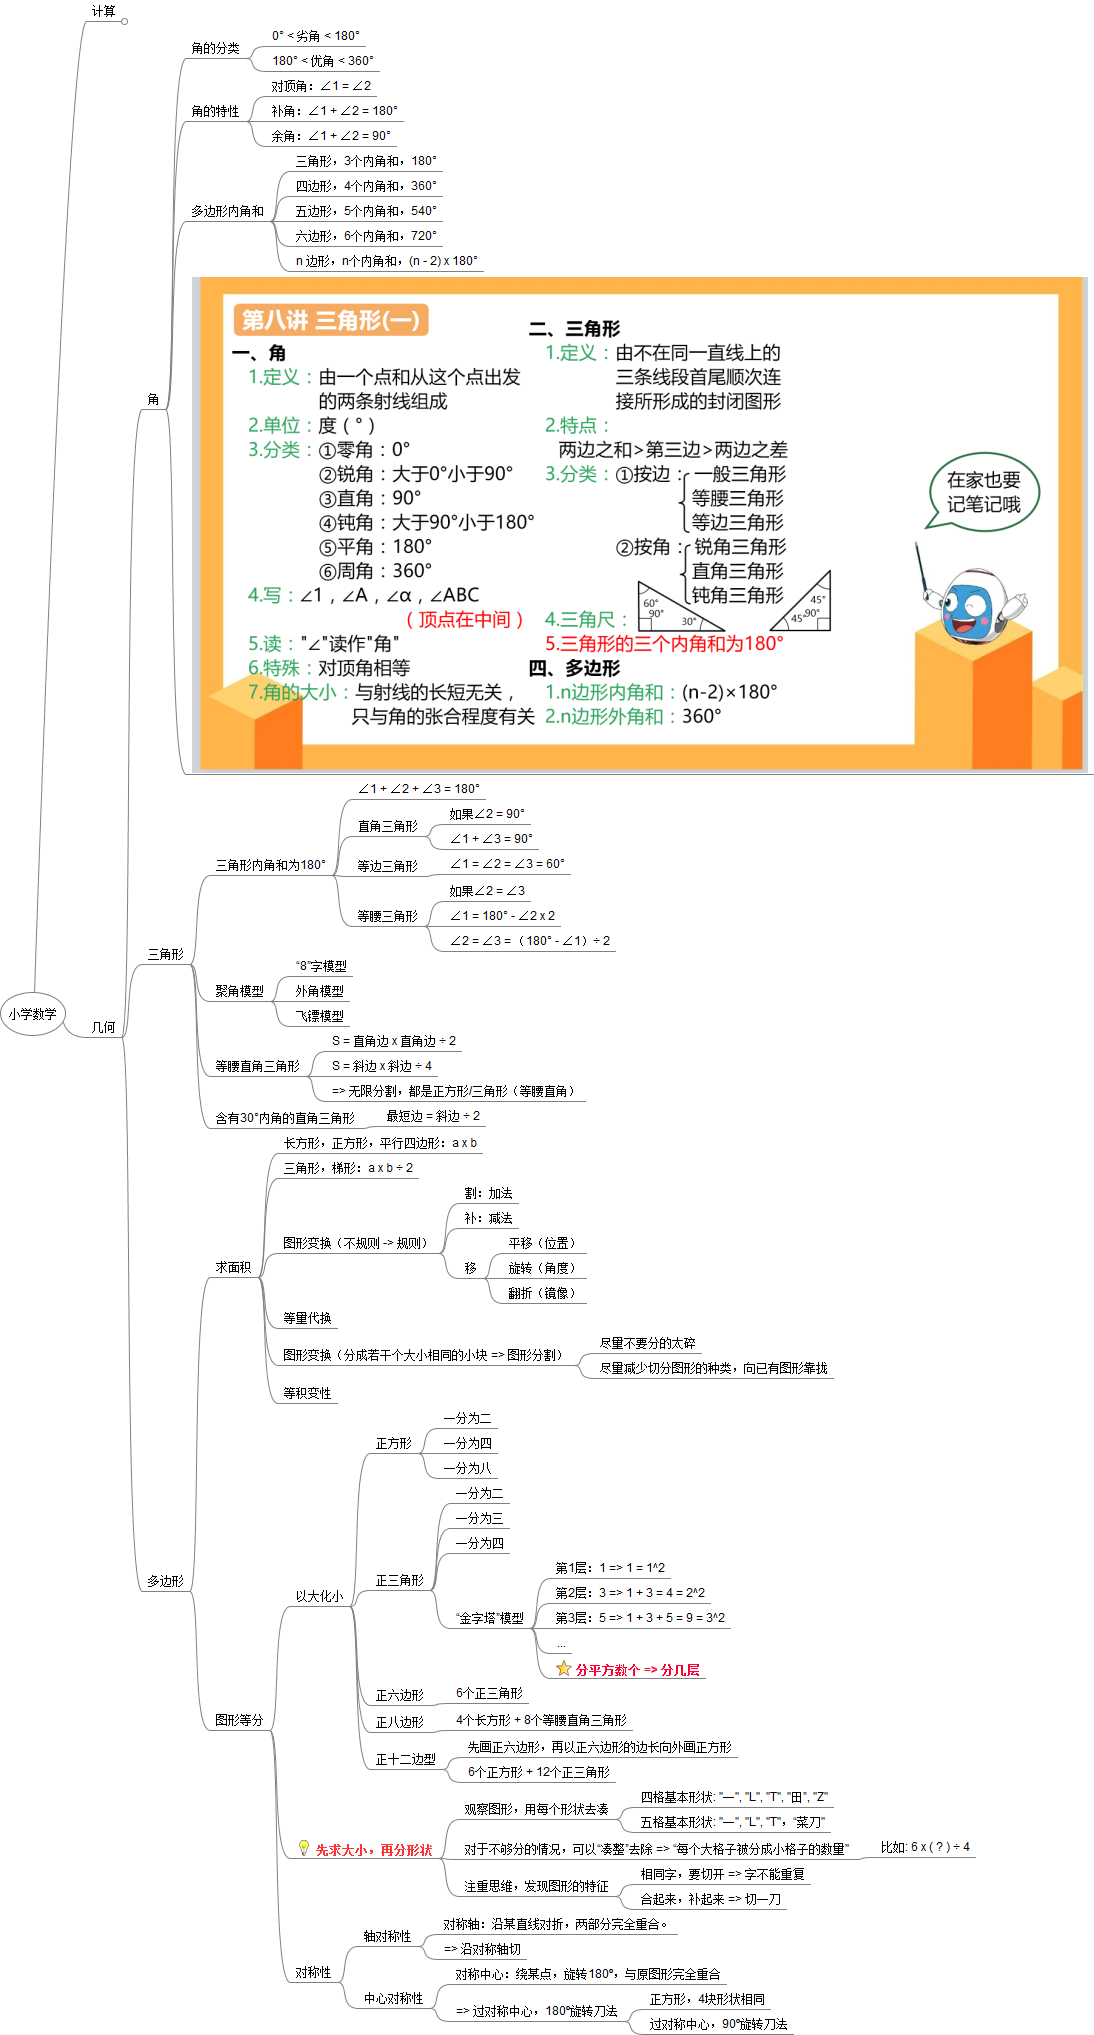 小学数学
计算
几何
角
角的分类
0° < 劣角 < 180°
180° < 优角 < 360°
角的特性
对顶角：∠1 = ∠2
补角：∠1 + ∠2 = 180°
余角：∠1 + ∠2 = 90°
多边形内角和
三角形，3个内角和，180°
四边形，4个内角和，360°
五边形，5个内角和，540°
六边形，6个内角和，720°
n 边形，n个内角和，(n - 2) x 180°
第八讲 三角形(一)
一、角
1.定义：由一个点和从这个点出发
的两条射线组成
2.单位：度 ( ° )
3.分类：①零角：0°
②锐角：大于0°小于90°
③直角：90°
④钝角：大于90°小于180°
⑤平角：180°
⑥周角：360°
4.写：∠1，∠A，∠α，∠ABC
( 顶点在中间 )
5.读："∠"读作"角"
6.特殊：对顶角相等
7.角的大小：与射线的长短无关，
只与角的张合程度有关
二、三角形
1.定义：由不在同一直线上的
三条线段首尾顺次连
接所形成的封闭图形
2.特点：
两边之和>第三边>两边之差
3.分类：①按边：一般三角形
等腰三角形
等边三角形
②按角：锐角三角形
直角三角形
钝角三角形
4.三角尺：
60°
90°
30°
45°
45°
90°
5.三角形的三个内角和为180°
四、多边形
1.n边形内角和：(n-2)×180°
2.n边形外角和：360°
在家也要
记笔记哦
三角形
三角形内角和为180°
∠1 + ∠2 + ∠3 = 180°
直角三角形
如果∠2 = 90°
∠1 + ∠3 = 90°
等边三角形
∠1 = ∠2 = ∠3 = 60°
等腰三角形
如果∠2 = ∠3
∠1 = 180° - ∠2 x 2
∠2 = ∠3 =（180° - ∠1）÷ 2
聚角模型
“8”字模型
外角模型
飞镖模型
等腰直角三角形
S = 直角边 x 直角边 ÷ 2
S = 斜边 x 斜边 ÷ 4
=> 无限分割，都是正方形/三角形（等腰直角）
含有30°内角的直角三角形
最短边 = 斜边 ÷ 2
多边形
求面积
长方形，正方形，平行四边形：a x b
三角形，梯形：a x b ÷ 2
图形变换（不规则 -> 规则）
割：加法
补：减法
移
平移（位置）
旋转（角度）
翻折（镜像）
等量代换
图形变换（分成若干个大小相同的小块 => 图形分割）
尽量不要分的太碎
尽量减少切分图形的种类，向已有图形靠拢
等积变性
图形等分
以大化小
正方形
一分为二
一分为四
一分为八
正三角形
一分为二
一分为三
一分为四
“金字塔”模型
第1层：1 => 1 = 1^2
第2层：3 => 1 + 3 = 4 = 2^2
第3层：5 => 1 + 3 + 5 = 9 = 3^2
...
分平方数个 => 分几层
正六边形
6个正三角形
正八边形
4个长方形 + 8个等腰直角三角形
正十二边型
先画正六边形，再以正六边形的边长向外画正方形
6个正方形 + 12个正三角形
先求大小，再分形状
观察图形，用每个形状去凑
四格基本形状: "一", "L", "T", "田", "Z"
五格基本形状: "一", "L", "T"，“菜刀"
对于不够分的情况，可以“凑整”去除 => “每个大格子被分成小格子的数量”
比如: 6 x ( ? ) ÷ 4
注重思维，发现图形的特征
相同字，要切开 => 字不能重复
合起来，补起来 => 切一刀
对称性
轴对称性
对称轴：沿某直线对折，两部分完全重合。
=> 沿对称轴切
中心对称性
对称中心：绕某点，旋转180°，与原图形完全重合
=> 过对称中心，180°旋转刀法
正方形，4块形状相同
过对称中心，90°旋转刀法